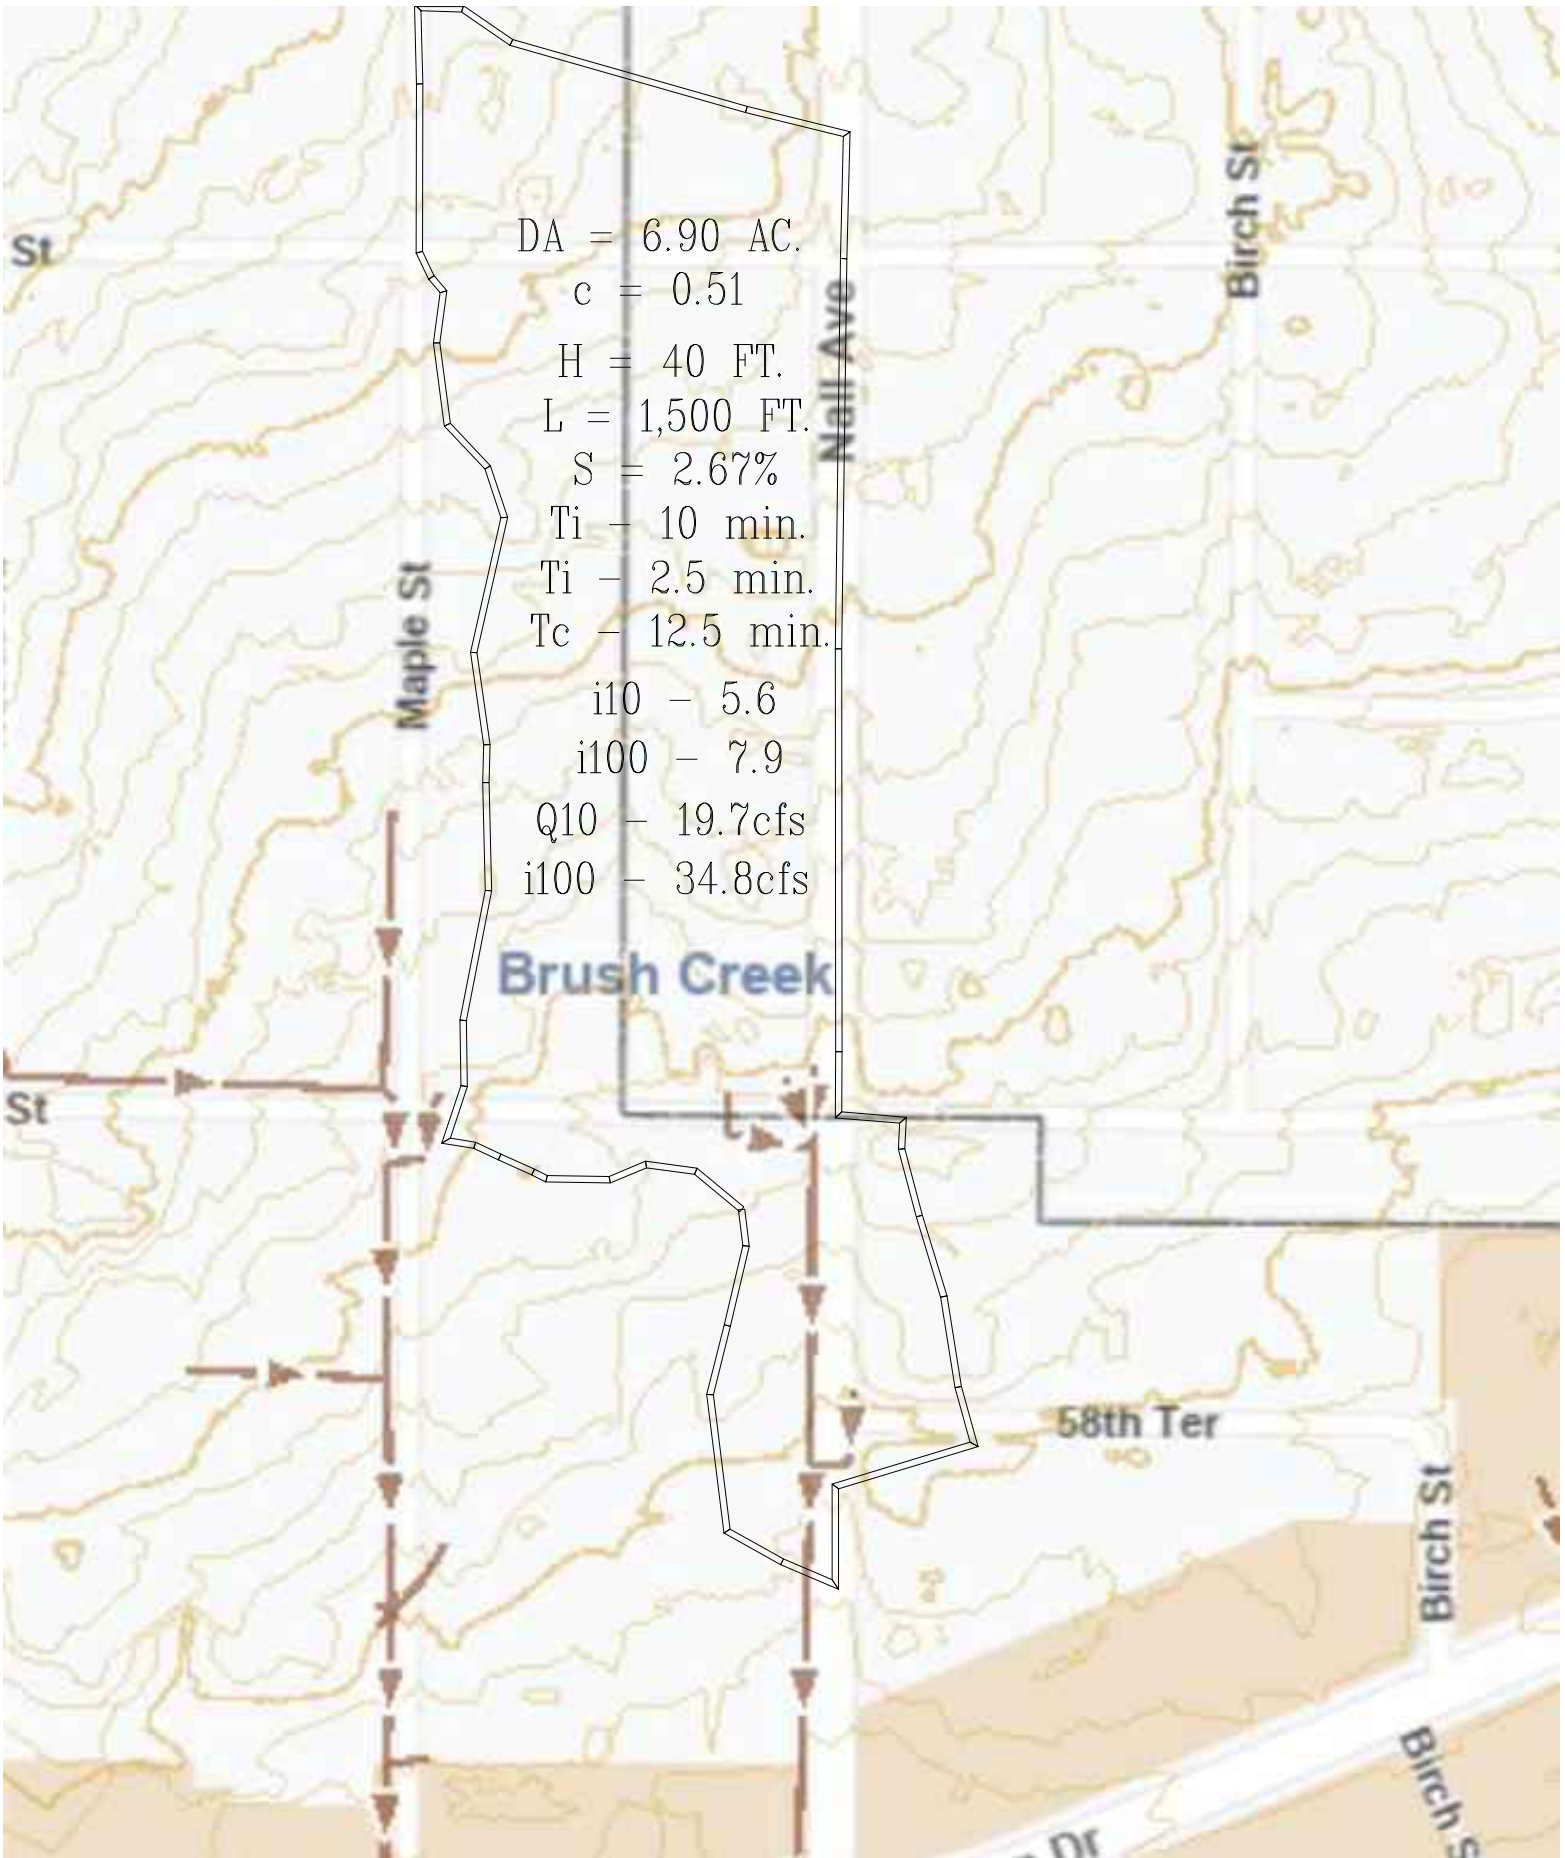 St
DA = 6.90 AC.
c = 0.51
H = 40 FT.
L = 1,500 FT.
S = 2.67%
Ti - 10 min.
Ti - 2.5 min.
Tc - 12.5 min.
i10 - 5.6
i100 - 7.9
Q10 - 19.7cfs
i100 - 34.8cfs
Nall Ave
Birch St
Maple St
Brush Creek
St
58th Ter
Birch St
Birch S
Dr